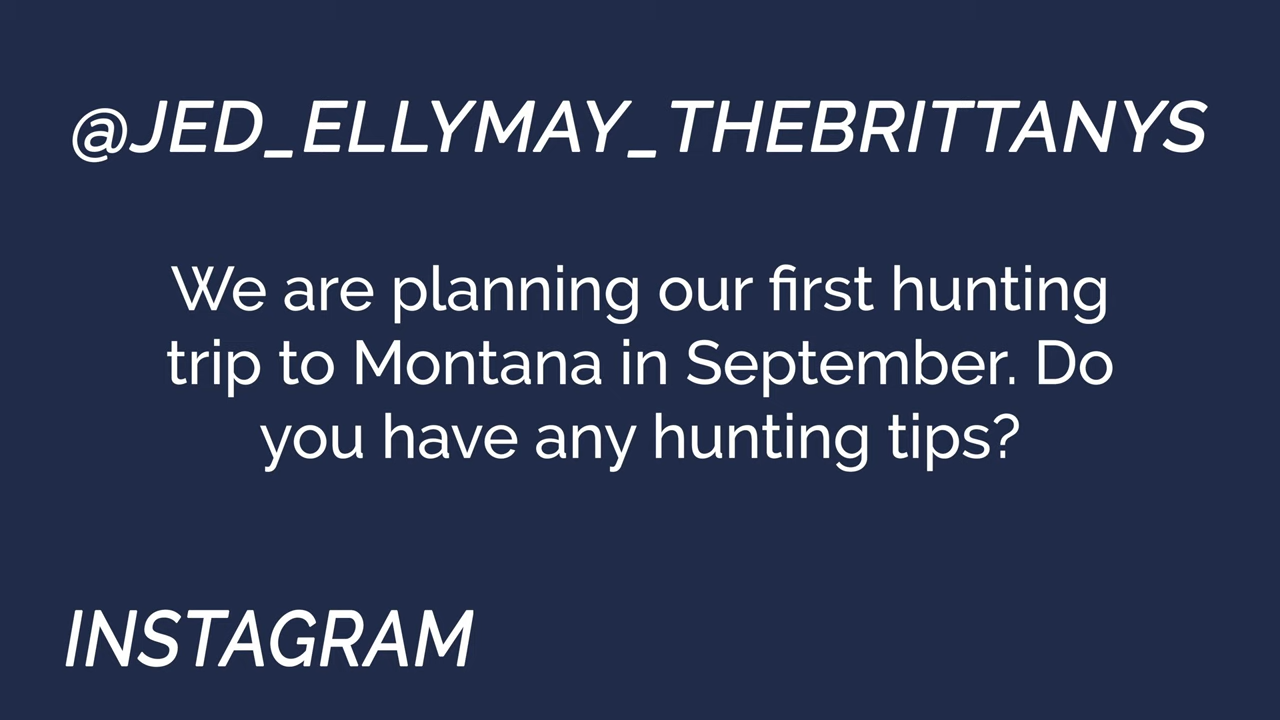 @JED_ELLYMAY_THEBRITTANYS
We are planning our first hunting
trip to Montana in September. Do
you have any hunting tips?
INSTAGRAM